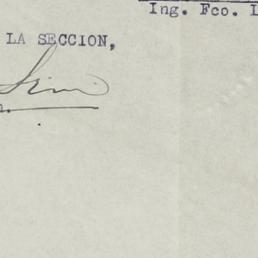 Ing. Fco. L
LA SECCION,
n.